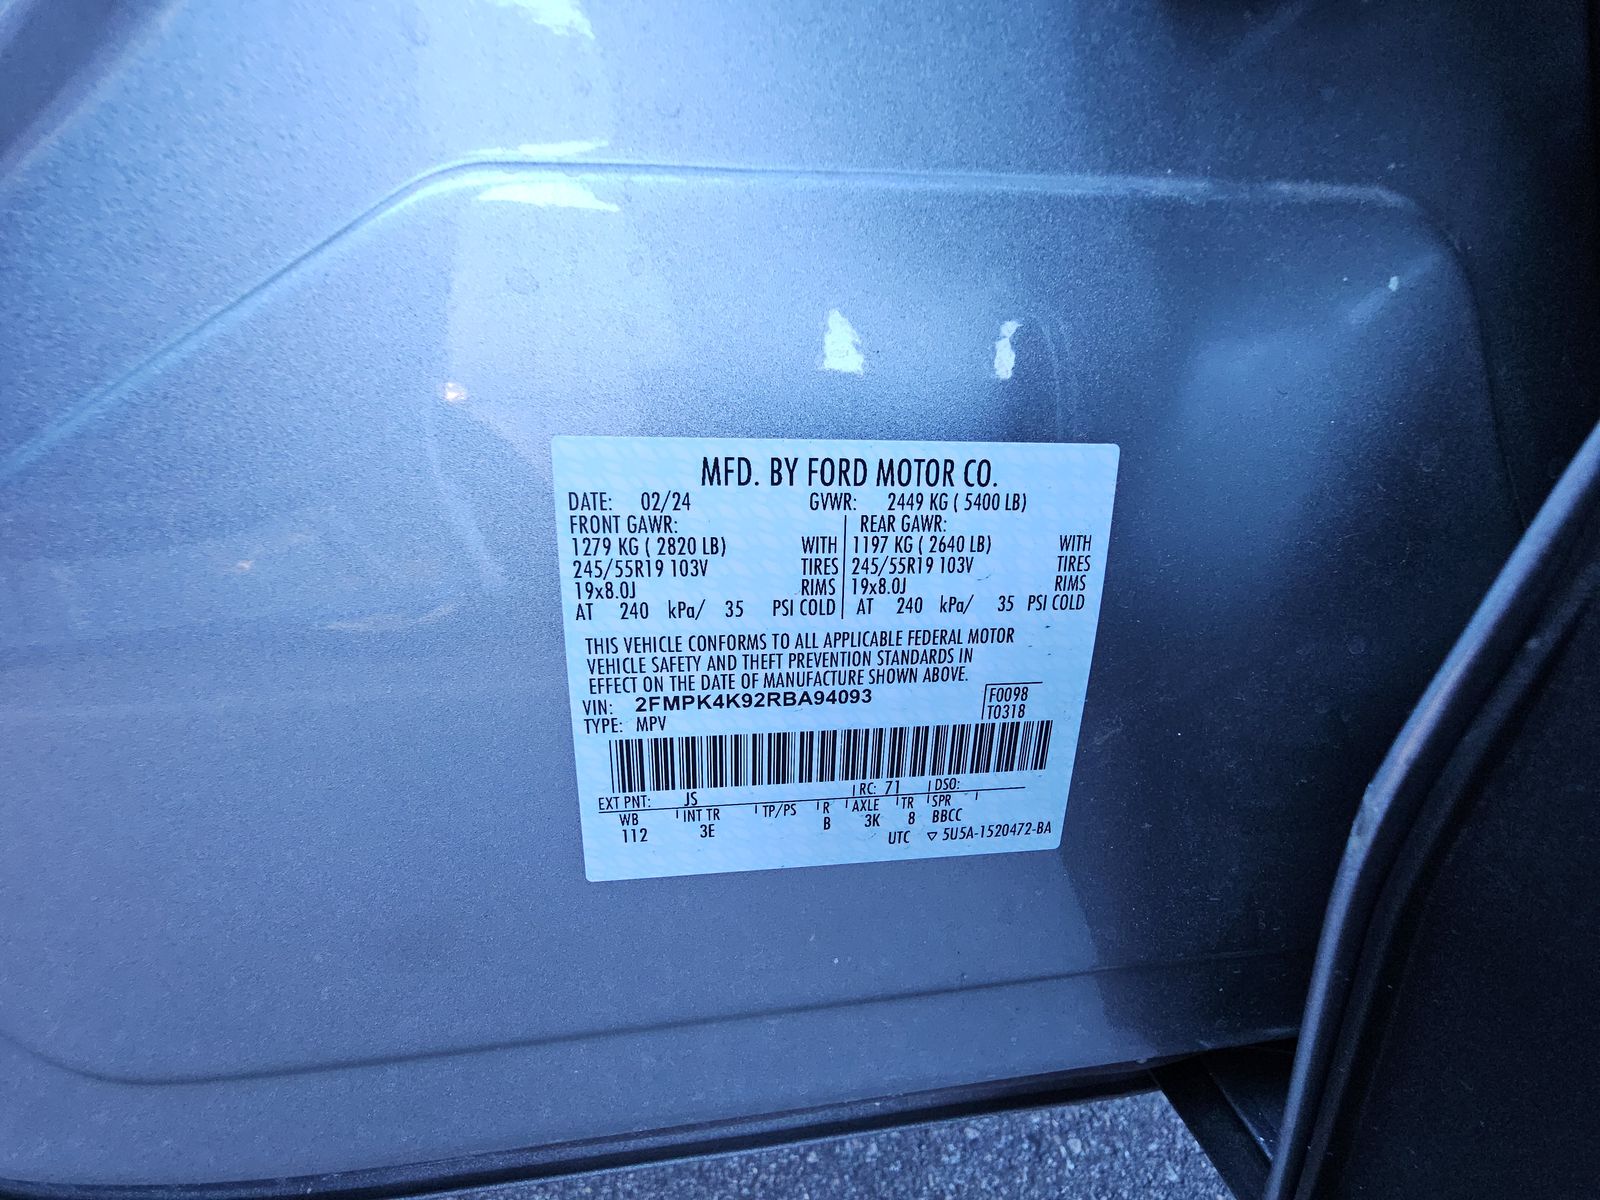 MFD. BY FORD MOTOR CO.
DATE: 02/24 GVWR: 2449 KG ( 5400 LB)
FRONT GAWR: REAR GAWR:
1279 KG ( 2820 LB) WITH 1197 KG ( 2640 LB) WITH
245/55R19 103V TIRES 245/55R19 103V TIRES
19x8.0J RIMS 19x8.0J RIMS
AT 240 kPa/ 35 PSI COLD AT 240 kPa/ 35 PSI COLD
THIS VEHICLE CONFORMS TO ALL APPLICABLE FEDERAL MOTOR
VEHICLE SAFETY AND THEFT PREVENTION STANDARDS IN
EFFECT ON THE DATE OF MANUFACTURE SHOWN ABOVE.
VIN: 2FMPK4K92RBA94093 F0098
TYPE: MPV T0318
EXT PNT: JS RC: 71 DSO:
WB INT TR TP/PS R AXLE TR SPR
112 3E B 3K 8 BBCC
UTC ▽ 5U5A-1520472-BA